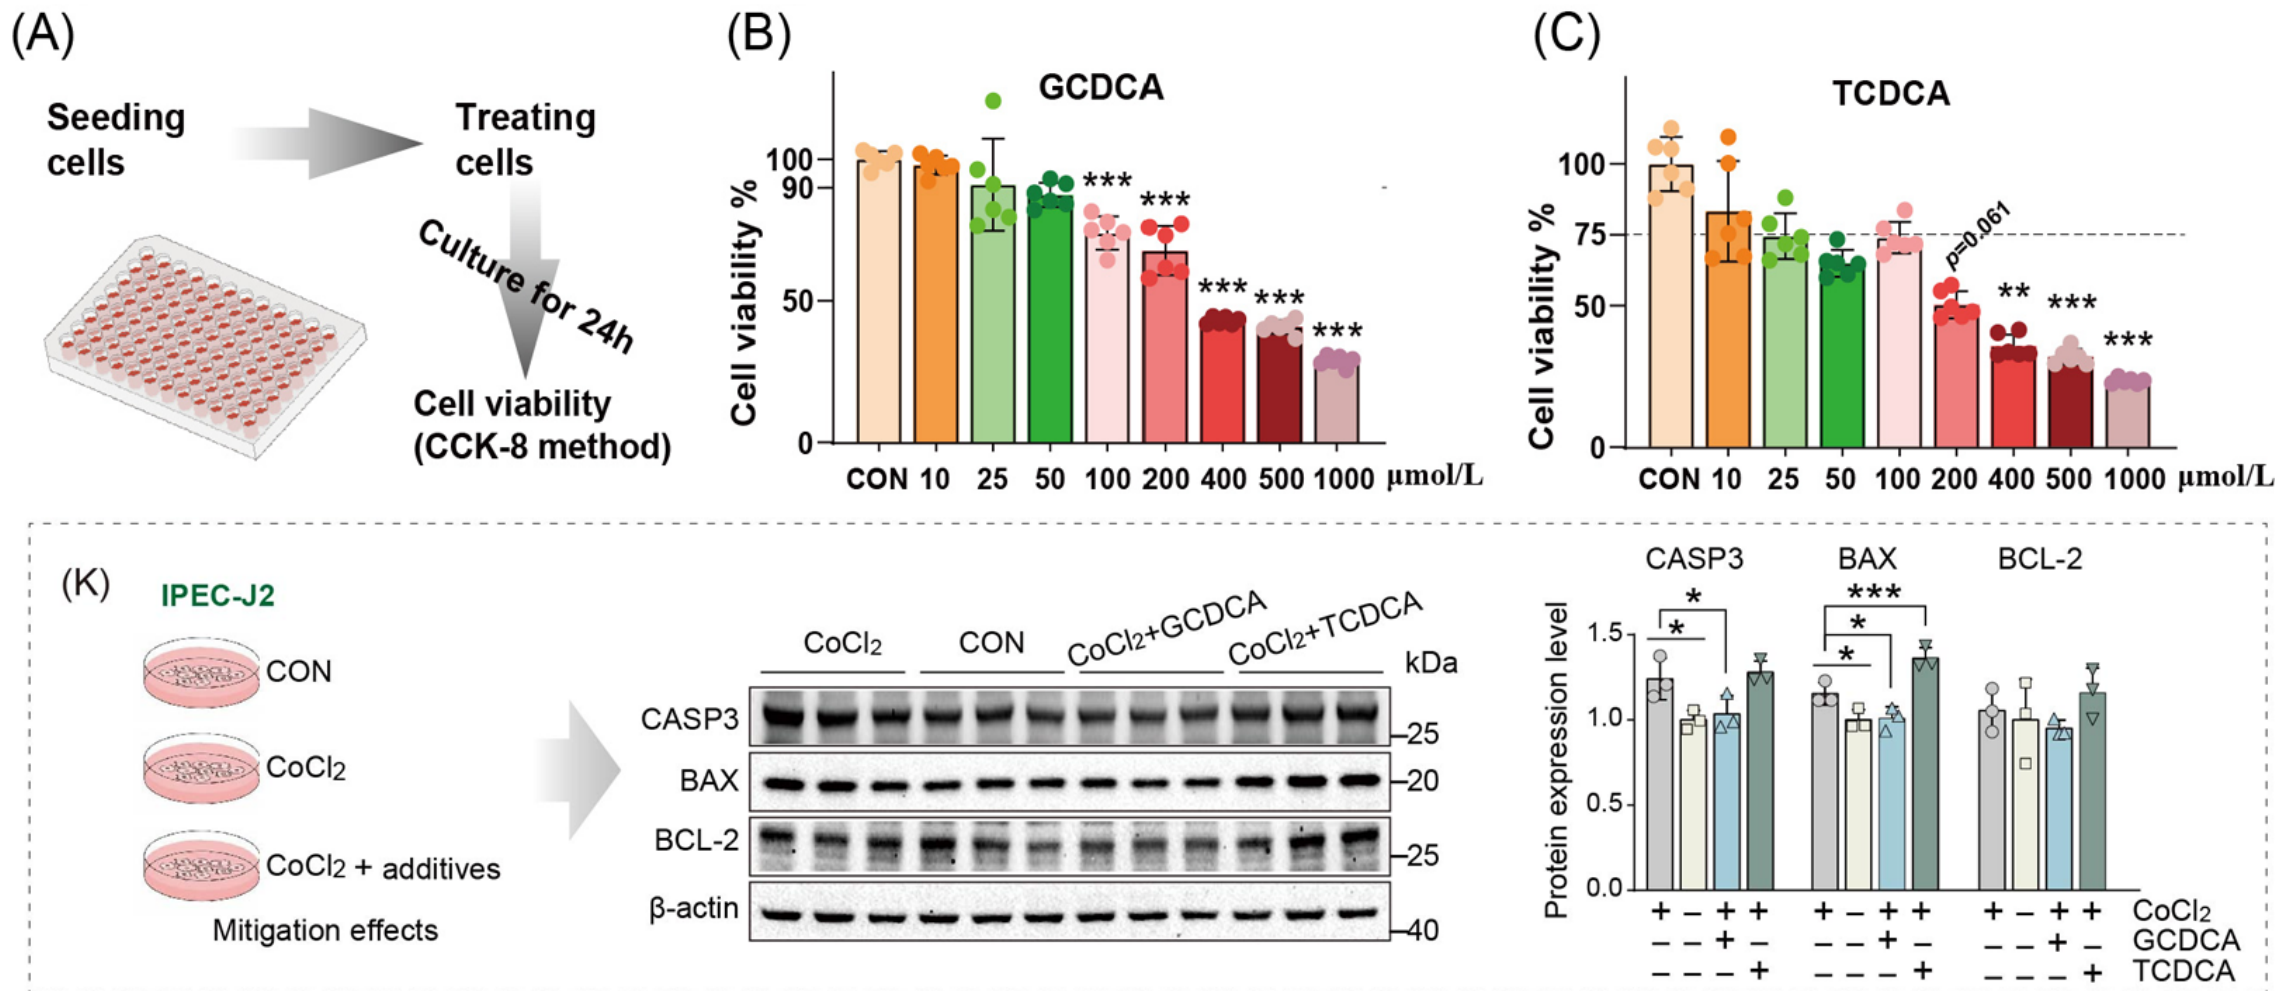 (A)
Seeding
cells
Treating
cells
Culture for 24h
Cell viability
(CCK-8 method)
(B)
GCDCA
Cell viability %
100
90
50
0
***
***
***
***
***
CON 10 25 50 100 200 400 500 1000 µmol/L
(C)
TCDCA
Cell viability %
100
75
50
0
p=0.061
**
***
***
CON 10 25 50 100 200 400 500 1000 µmol/L
(K)
IPEC-J2
CON
CoCl2
CoCl2 + additives
Mitigation effects
CoCl2 CON CoCl2+GCDCA CoCl2+TCDCA
kDa
CASP3
25
BAX
20
BCL-2
25
β-actin
40
CASP3 BAX BCL-2
Protein expression level
1.5
1.0
0.5
0.0
*
*
***
*
*
+ − + + + − + + + − + + CoCl2
− − + − − − + − − − + − GCDCA
− − − + − − − + − − − + TCDCA